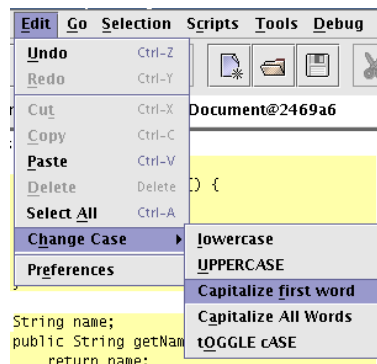 Edit Go Selection Scripts Tools Debug
Undo Ctrl-Z
Redo Ctrl-Y
Cut Ctrl-X Document@2469a6
Copy Ctrl-C
Paste Ctrl-V
Delete Delete () {
Select All Ctrl-A
Change Case lowercase
UPPERCASE
Preferences Capitalize first word
Capitalize All Words
String name;
public String getNam tOGGLE cASE
return name;